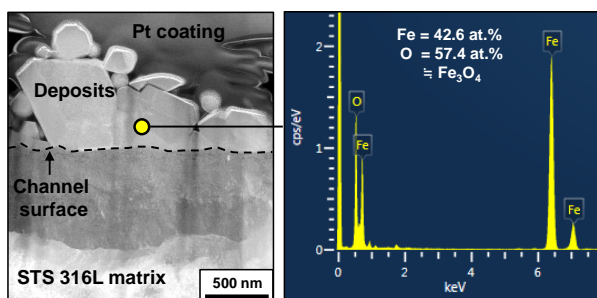 Pt coating
Deposits
Channel
surface
STS 316L matrix
500 nm
Fe = 42.6 at.%
O = 57.4 at.%
≒ Fe₃O₄
Fe
O
Fe
Fe
cps/eV
2
1
0
0
2
4
6
keV